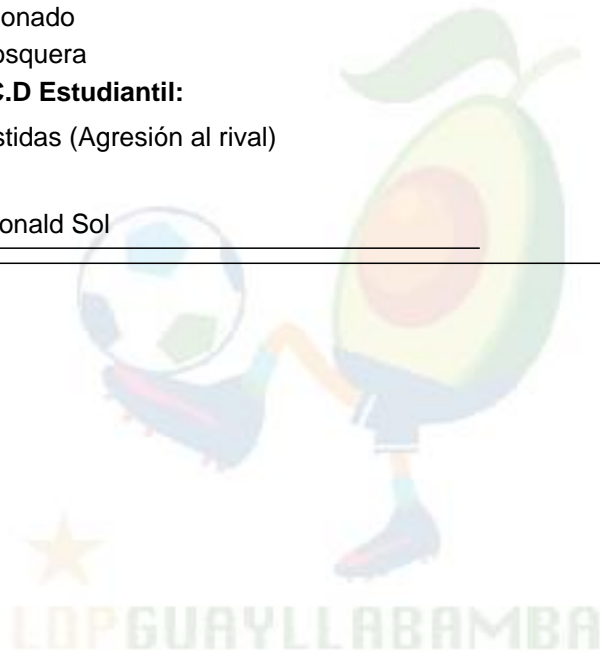 onado
osquera
C.D Estudiantil:
stidas (Agresión al rival)
onald Sol
LDPGUAYLLABAMBA